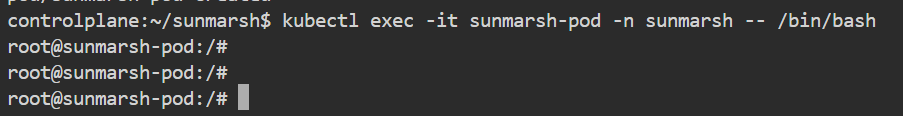 controlplane:~/sunmarsh$ kubectl exec -it sunmarsh-pod -n sunmarsh -- /bin/bash
root@sunmarsh-pod:/#
root@sunmarsh-pod:/#
root@sunmarsh-pod:/#